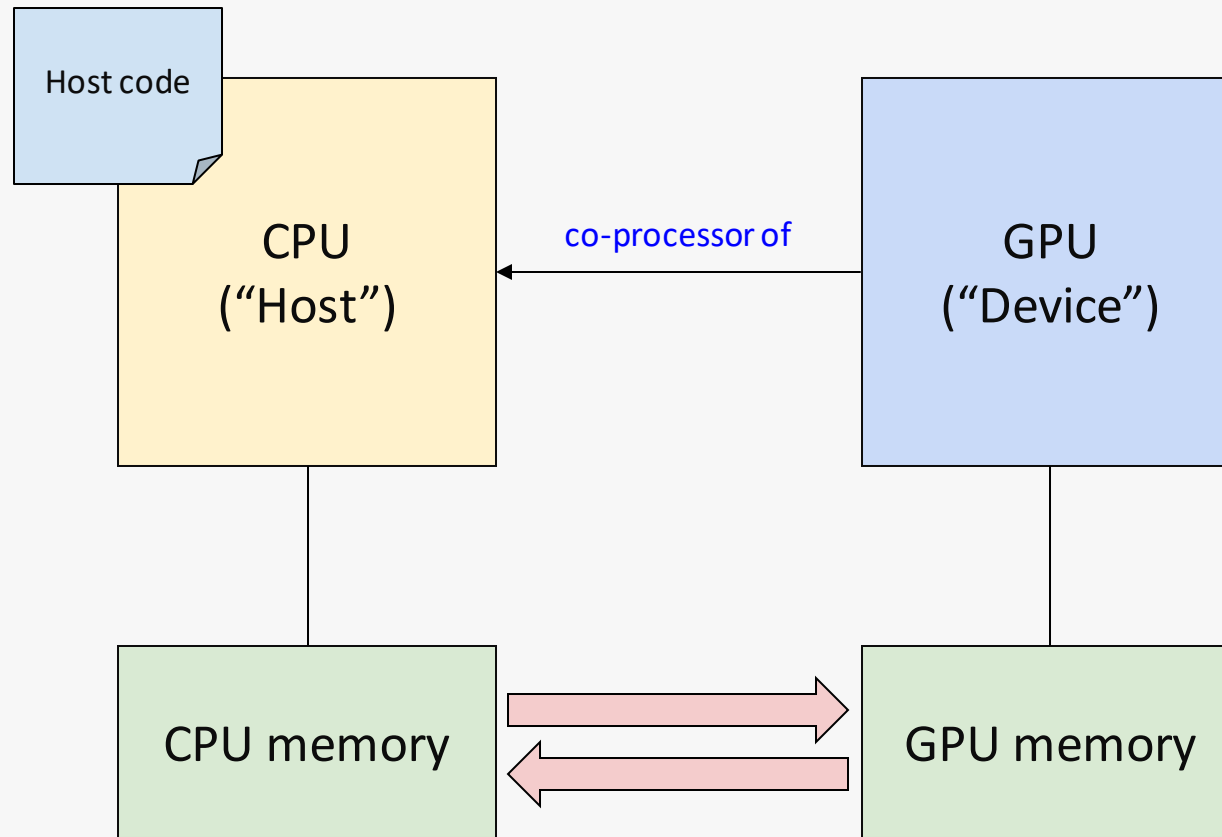 Host code
CPU
(“Host”)
co-processor of
GPU
(“Device”)
CPU memory
GPU memory